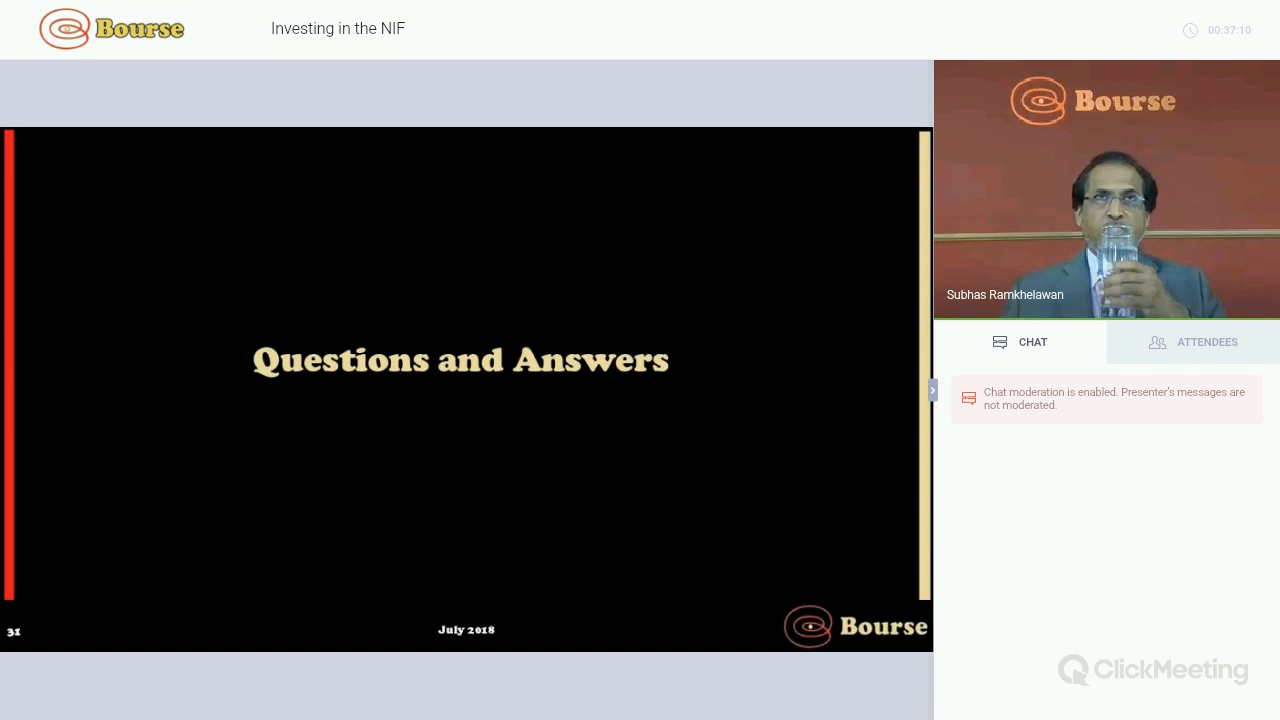 Bourse
Investing in the NIF
00:37:10
Bourse
Subhas Ramkhelawan
CHAT
ATTENDEES
Chat moderation is enabled. Presenter's messages are
not moderated.
Questions and Answers
31
July 2018
Bourse
ClickMeeting